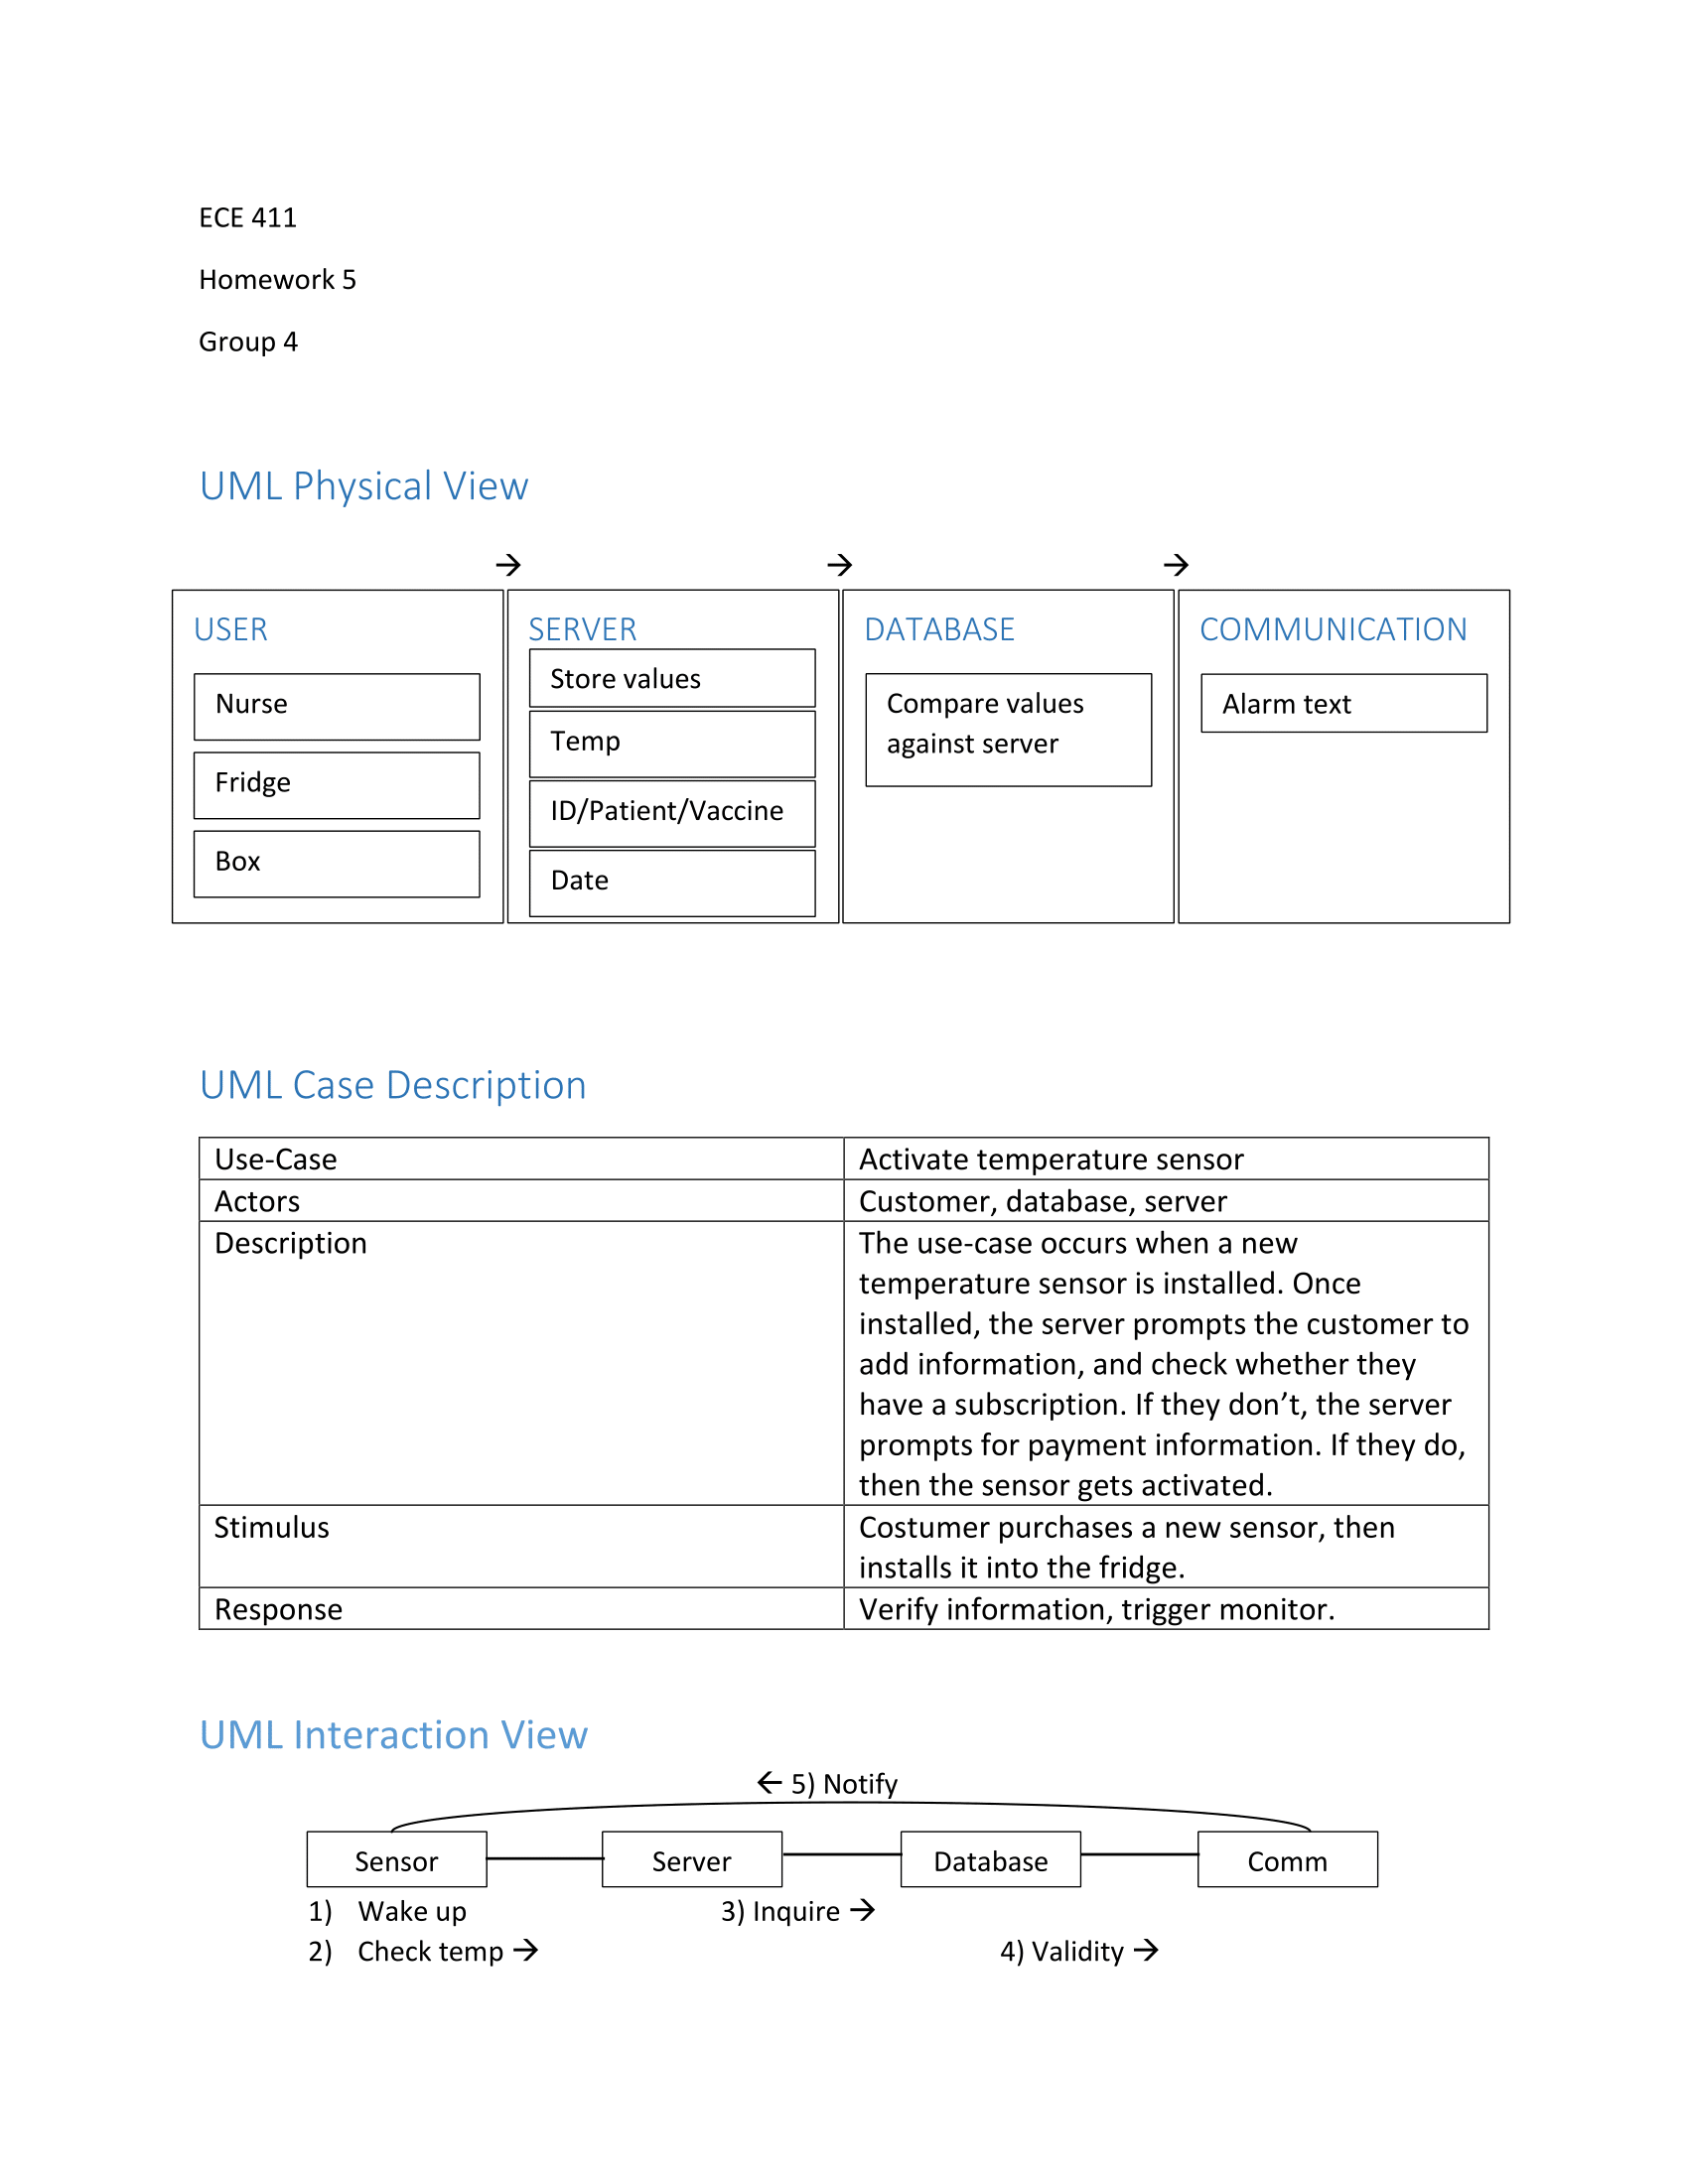 ECE 411
Homework 5
Group 4
UML Physical View
→ → →
USER
Nurse
Fridge
Box
SERVER
Store values
Temp
ID/Patient/Vaccine
Date
DATABASE
Compare values
against server
COMMUNICATION
Alarm text
UML Case Description
Use-Case
Activate temperature sensor
Actors
Customer, database, server
Description
The use-case occurs when a new
temperature sensor is installed. Once
installed, the server prompts the customer to
add information, and check whether they
have a subscription. If they don’t, the server
prompts for payment information. If they do,
then the sensor gets activated.
Stimulus
Costumer purchases a new sensor, then
installs it into the fridge.
Response
Verify information, trigger monitor.
UML Interaction View
← 5) Notify
Sensor
Server
Database
Comm
1) Wake up
3) Inquire →
2) Check temp →
4) Validity →